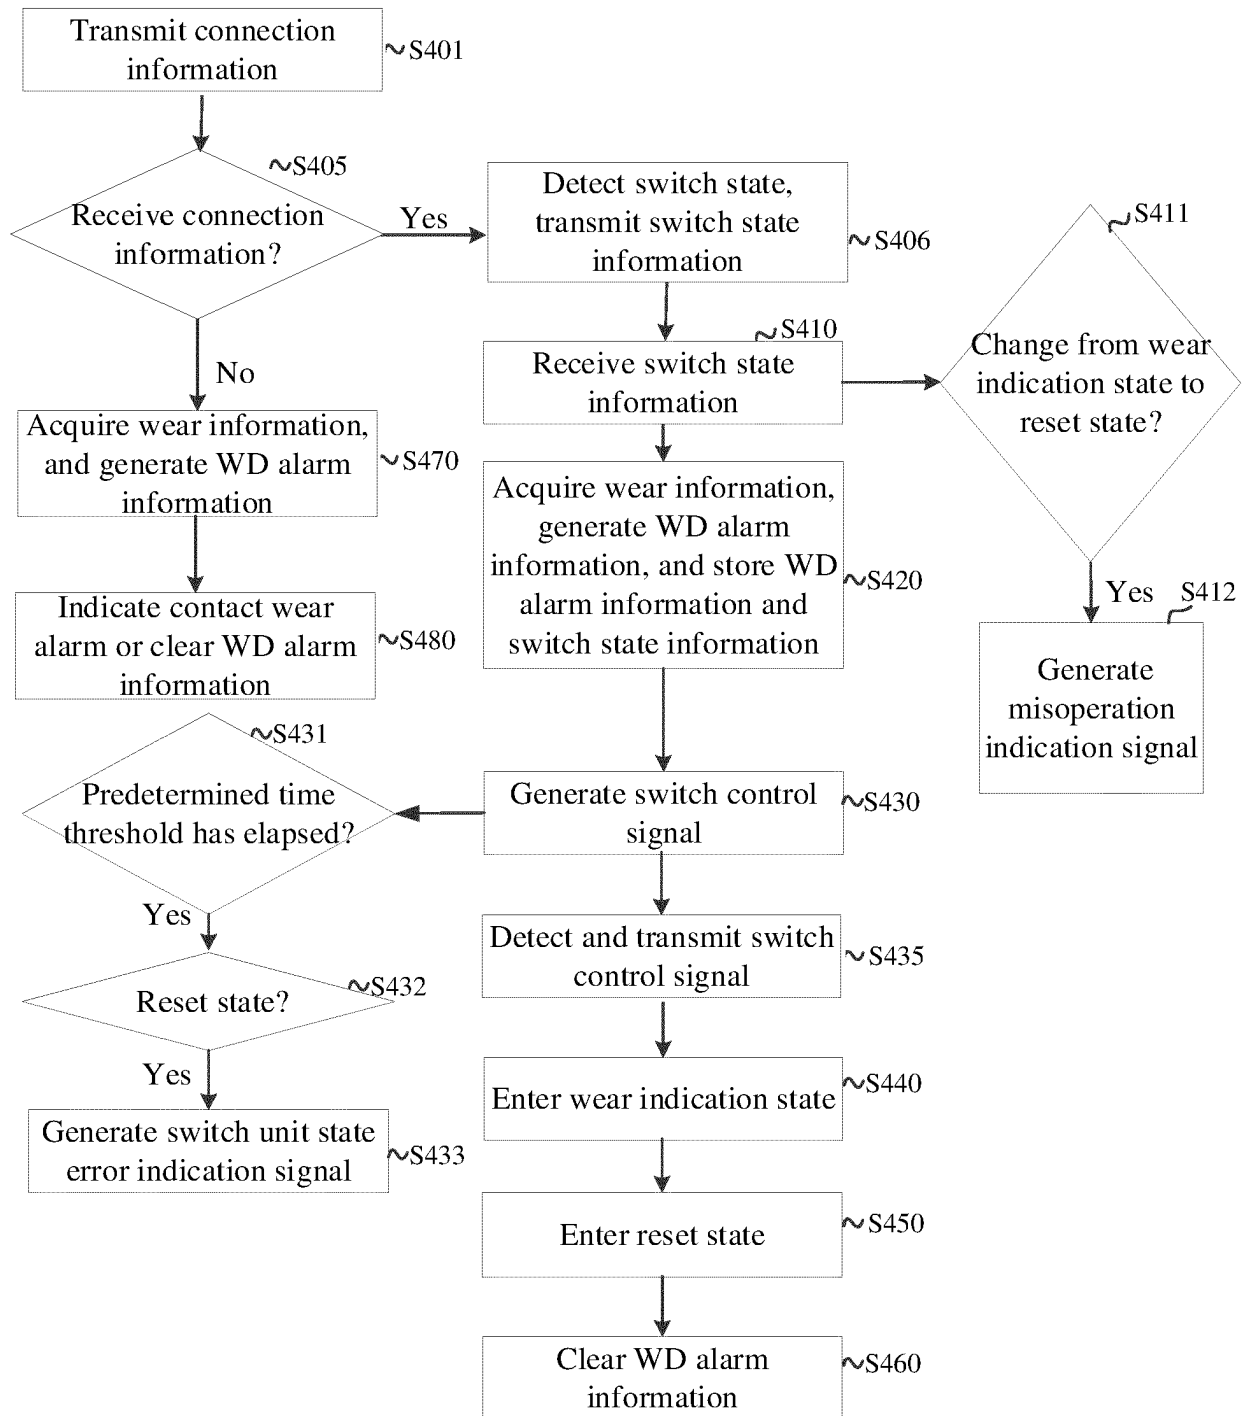 Transmit connection
information
S401
S405
Receive connection
information?
Yes
No
Detect switch state,
transmit switch state
information
S406
S410
Receive switch state
information
S411
Change from wear
indication state to
reset state?
Yes
S412
Generate
misoperation
indication signal
Acquire wear information,
and generate WD alarm
information
S470
Indicate contact wear
alarm or clear WD alarm
information
S480
Acquire wear information,
generate WD alarm
information, and store WD
alarm information and
switch state information
S420
Generate switch control
signal
S430
S431
Predetermined time
threshold has elapsed?
Yes
S432
Reset state?
Yes
Generate switch unit state
error indication signal
S433
Detect and transmit switch
control signal
S435
Enter wear indication state
S440
Enter reset state
S450
Clear WD alarm
information
S460